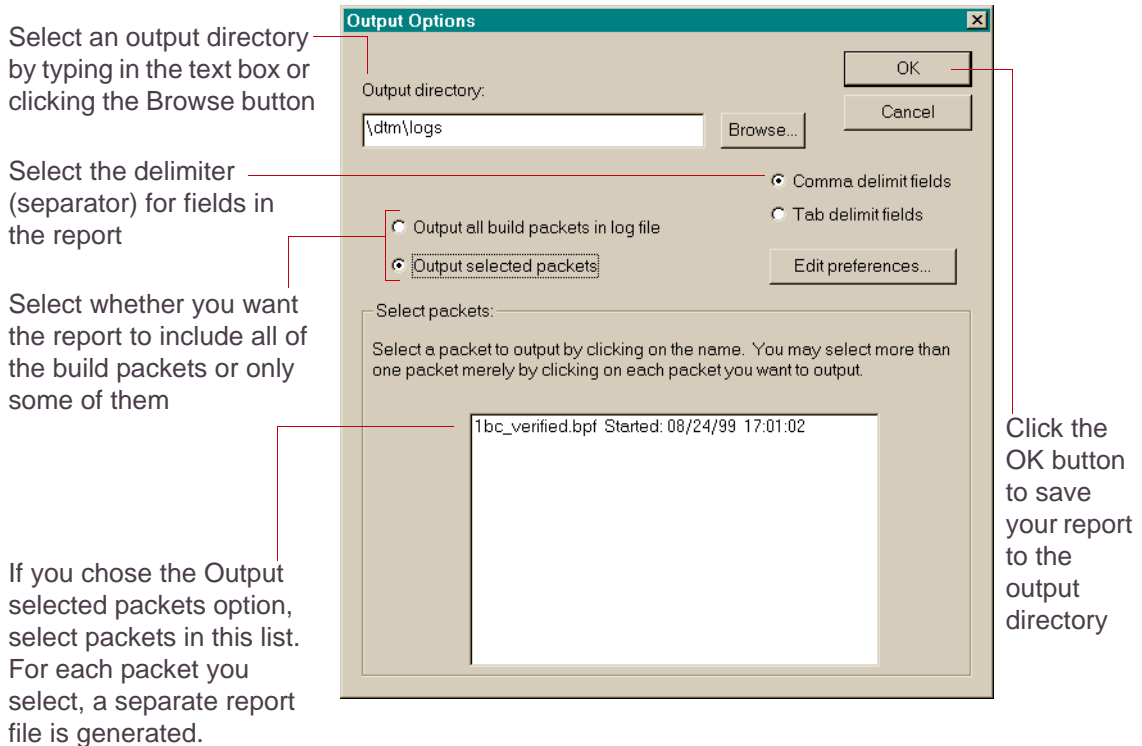 Select an output directory
by typing in the text box or
clicking the Browse button
Select the delimiter
(separator) for fields in
the report
Select whether you want
the report to include all of
the build packets or only
some of them
If you chose the Output
selected packets option,
select packets in this list.
For each packet you
select, a separate report
file is generated.
Output Options
OK
Output directory:
Cancel
\dtm\logs
Browse...
Comma delimit fields
Tab delimit fields
Output all build packets in log file
Output selected packets
Edit preferences...
Select packets:
Select a packet to output by clicking on the name. You may select more than
one packet merely by clicking on each packet you want to output.
1bc_verified.bpf Started: 08/24/99 17:01:02
Click the
OK button
to save
your report
to the
output
directory